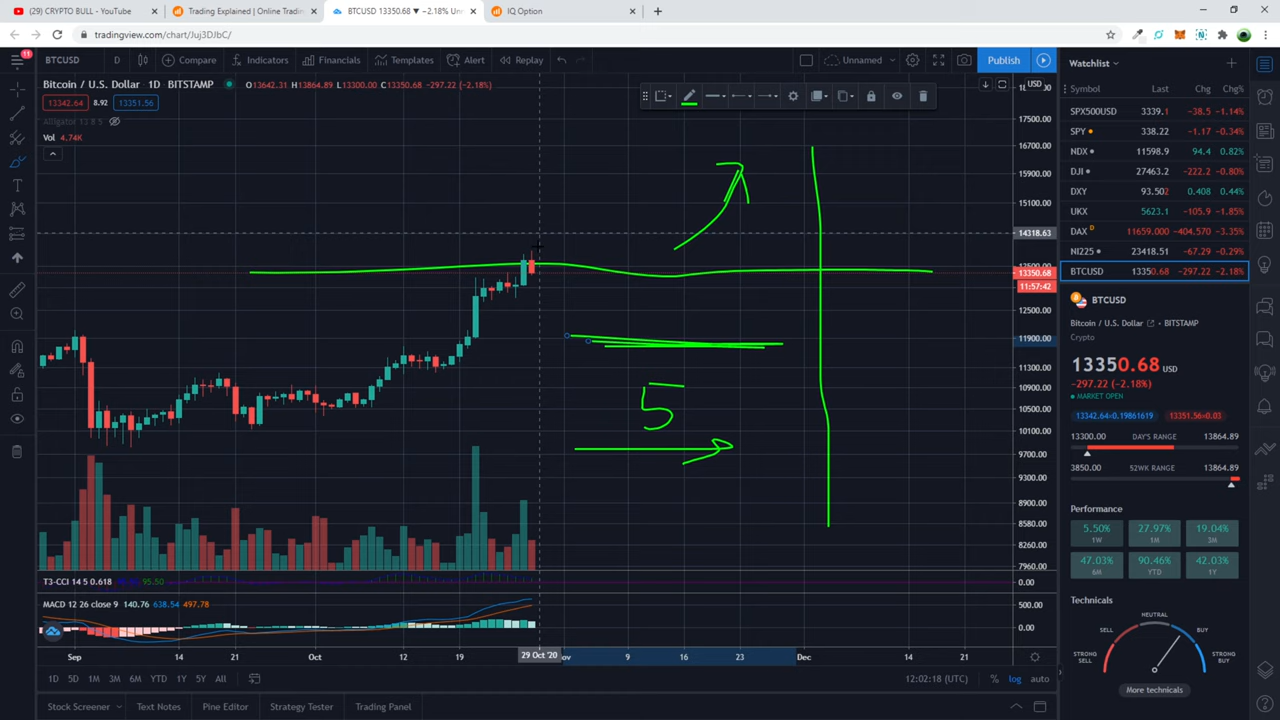 (29) CRYPTO BULL - YouTube
Trading Explained | Online Tradin
BTCUSD 13350.68 ▼ −2.18% Un
IQ Option
tradingview.com/chart/Juj3DJbC/
11
BTCUSD
D
Compare
Indicators
Financials
Templates
Alert
Replay
Unnamed
Publish
Bitcoin / U.S. Dollar · 1D · BITSTAMP
O13642.31 H13864.89 L13300.00 C13350.68 −297.22 (−2.18%)
13342.64 8.92 13351.56
Alligator 13 8 5
Vol 4.74K
USD
17500.00
16700.00
15900.00
15100.00
14318.63
13350.68
11:57:42
12500.00
11900.00
11300.00
10900.00
10500.00
10100.00
9700.00
9300.00
8900.00
8580.00
8260.00
7960.00
5
T3-CCI 14 5 0.618 95.50
0.00
MACD 12 26 close 9 140.76 638.54 497.78
500.00
0.00
Sep
14
21
Oct
12
19
29 Oct '20
ov
9
16
23
Dec
14
21
1D 5D 1M 3M 6M YTD 1Y 5Y All
12:02:18 (UTC)
% log auto
Stock Screener
Text Notes
Pine Editor
Strategy Tester
Trading Panel
Watchlist
Symbol Last Chg Chg%
SPX500USD 3339.1 −38.5 −1.14%
SPY 338.22 −1.17 −0.34%
NDX 11598.9 94.4 0.82%
DJI 27463.2 −222.2 −0.80%
DXY 93.502 0.408 0.44%
UKX 5623.1 −105.9 −1.85%
DAX D 11659.000 −404.570 −3.35%
NI225 23418.51 −67.29 −0.29%
BTCUSD 13350.68 −297.22 −2.18%
BTCUSD
Bitcoin / U.S. Dollar · BITSTAMP
Crypto
13350.68 USD
−297.22 (−2.18%)
MARKET OPEN
13342.64×0.19861619
13351.56×0.03
13300.00 DAY'S RANGE 13864.89
3850.00 52WK RANGE 13864.89
Performance
5.50% 27.97% 19.04%
1W 1M 3M
47.03% 90.46% 42.03%
6M YTD 1Y
Technicals
NEUTRAL
SELL
BUY
STRONG SELL
STRONG BUY
More technicals